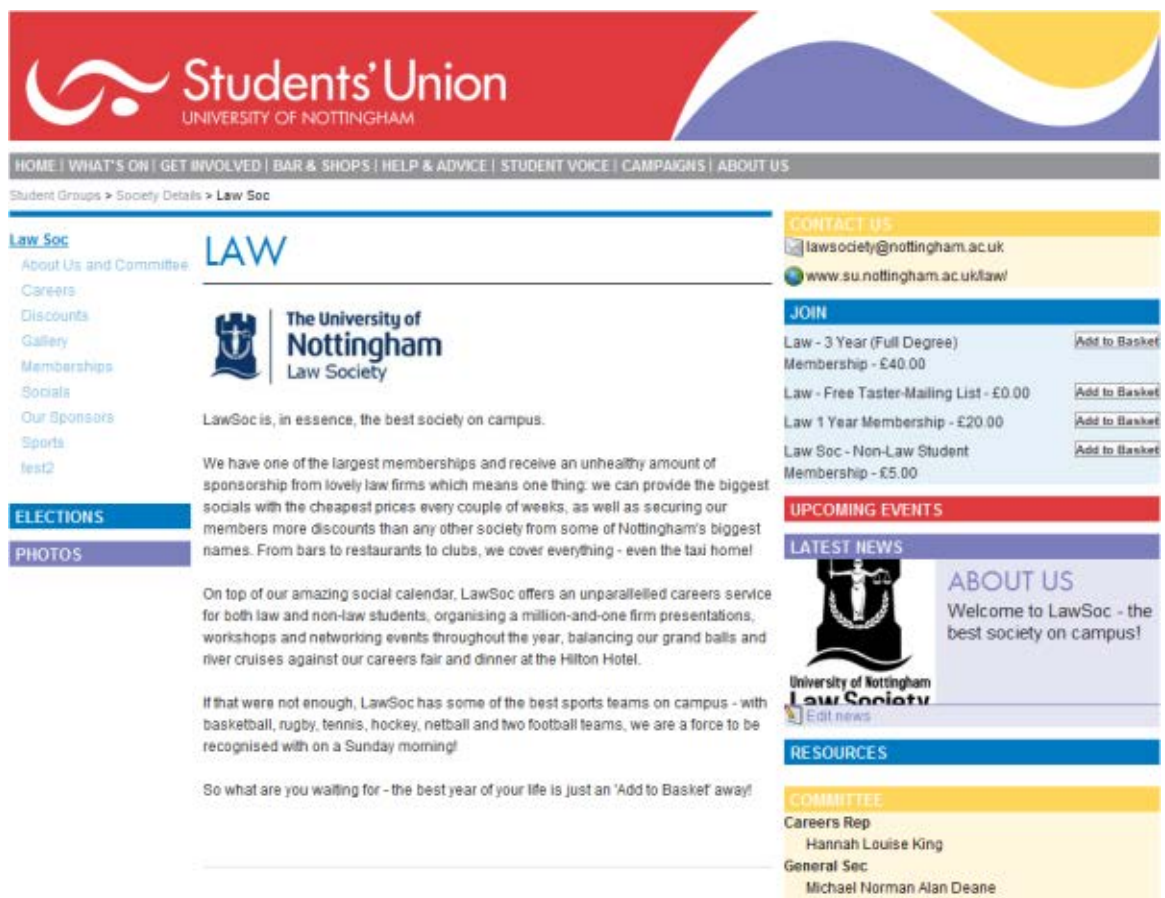 Students' Union
UNIVERSITY OF NOTTINGHAM
HOME | WHAT'S ON | GET INVOLVED | BAR & SHOPS | HELP & ADVICE | STUDENT VOICE | CAMPAIGNS | ABOUT US
Student Groups > Society Details > Law Soc
Law Soc
About Us and Committee
Careers
Discounts
Gallery
Memberships
Socials
Our Sponsors
Sports
test2
ELECTIONS
PHOTOS
LAW
The University of
Nottingham
Law Society
LawSoc is, in essence, the best society on campus.
We have one of the largest memberships and receive an unhealthy amount of
sponsorship from lovely law firms which means one thing: we can provide the biggest
socials with the cheapest prices every couple of weeks, as well as securing our
members more discounts than any other society from some of Nottingham's biggest
names. From bars to restaurants to clubs, we cover everything - even the taxi home!
On top of our amazing social calendar, LawSoc offers an unparallelled careers service
for both law and non-law students, organising a million-and-one firm presentations,
workshops and networking events throughout the year, balancing our grand balls and
river cruises against our careers fair and dinner at the Hilton Hotel.
If that were not enough, LawSoc has some of the best sports teams on campus - with
basketball, rugby, tennis, hockey, netball and two football teams, we are a force to be
recognised with on a Sunday morning!
So what are you waiting for - the best year of your life is just an 'Add to Basket' away!
CONTACT US
lawsociety@nottingham.ac.uk
www.su.nottingham.ac.uk/law/
JOIN
Law - 3 Year (Full Degree) Add to Basket
Membership - £40.00
Law - Free Taster-Mailing List - £0.00 Add to Basket
Law 1 Year Membership - £20.00 Add to Basket
Law Soc - Non-Law Student Add to Basket
Membership - £5.00
UPCOMING EVENTS
LATEST NEWS
University of Nottingham
Law Society
ABOUT US
Welcome to LawSoc - the
best society on campus!
Edit news
RESOURCES
COMMITTEE
Careers Rep
Hannah Louise King
General Sec
Michael Norman Alan Deane